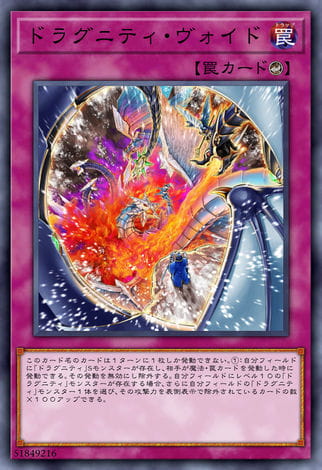 ドラグニティ・ヴォイド
トラップ
罠
【罠カード】
このカード名のカードは1ターンに1枚しか発動できない。①:自分フィールド
に「ドラグニティ」Sモンスターが存在し、相手が魔法・罠カードを発動した時に
発動できる。その発動を無効にし除外する。自分フィールドにレベル10の「ド
ラグニティ」モンスターが存在する場合、さらに自分フィールドの「ドラグニティ」
モンスター1体を選び、その攻撃力を表側表示で除外されているカードの数
×100アップできる。
51849216